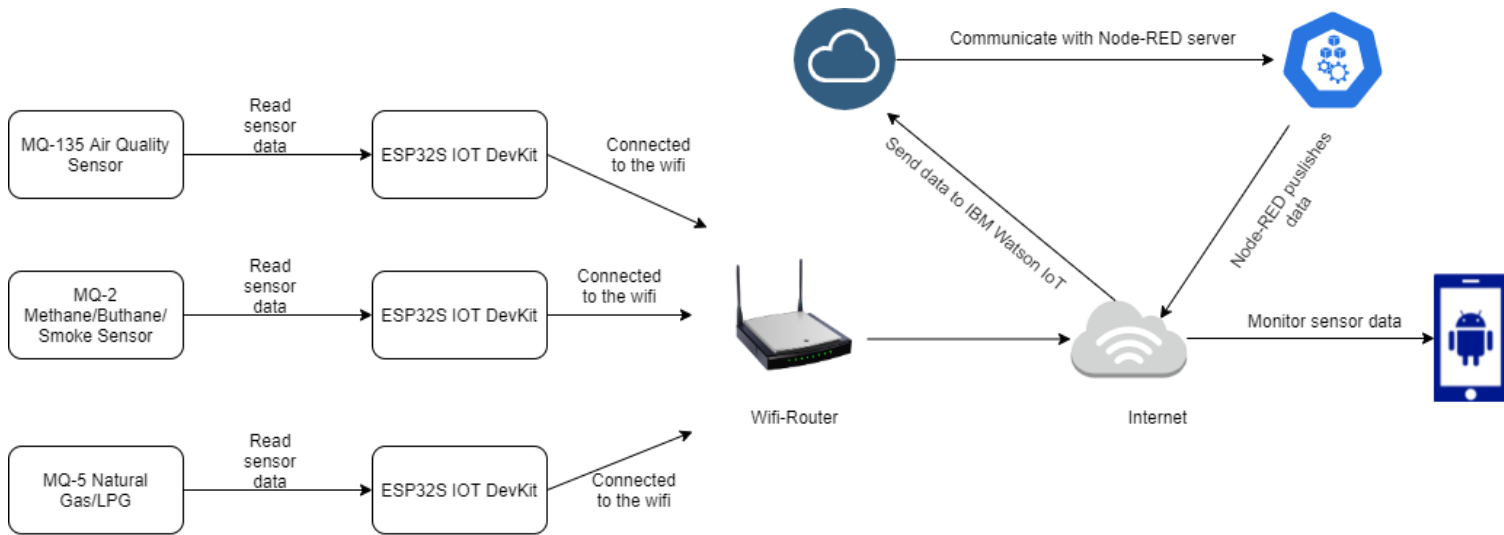 Communicate with Node-RED server
Read
sensor
data
MQ-135 Air Quality
Sensor
ESP32S IOT DevKit
Connected
to the wifi
Send data to IBM Watson IoT
Node-RED puslishes
data
Read
sensor
data
MQ-2
Methane/Buthane/
Smoke Sensor
ESP32S IOT DevKit
Connected
to the wifi
Monitor sensor data
Wifi-Router
Internet
Read
sensor
data
MQ-5 Natural
Gas/LPG
ESP32S IOT DevKit
Connected
to the wifi